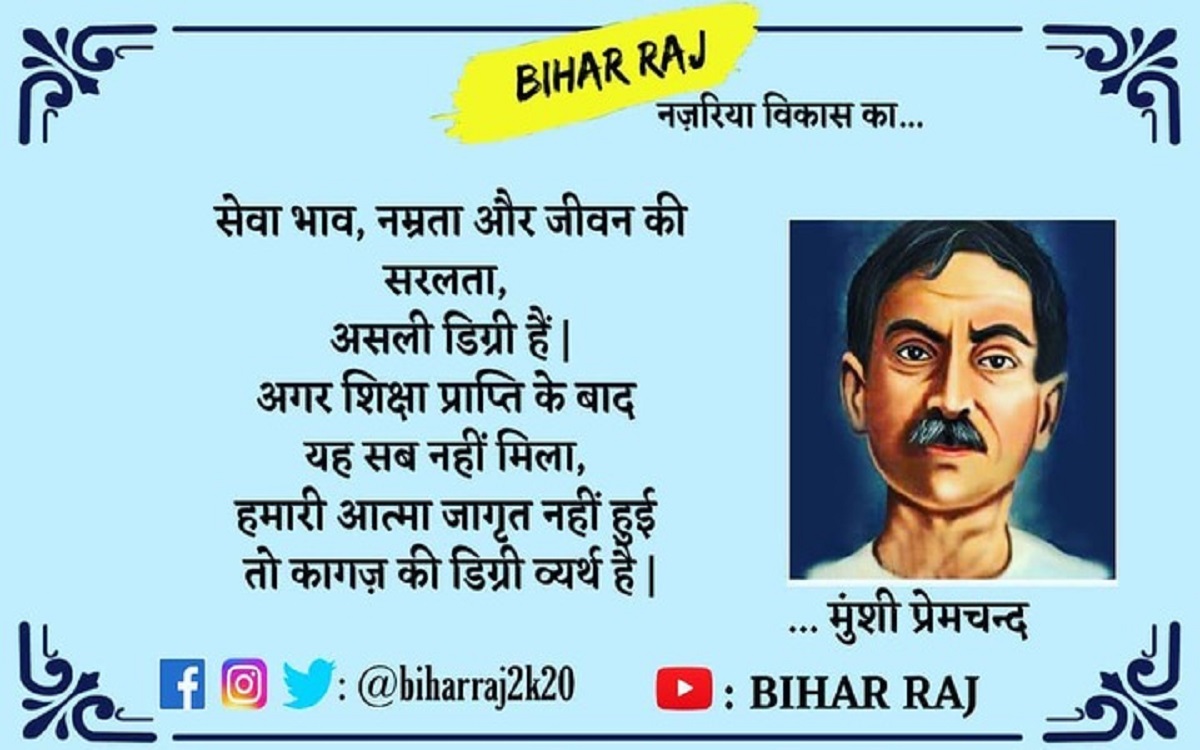 BIHAR RAJ
नज़रिया विकास का...
सेवा भाव, नम्रता और जीवन की
सरलता,
असली डिग्री हैं|
अगर शिक्षा प्राप्ति के बाद
यह सब नहीं मिला,
हमारी आत्मा जागृत नहीं हुई
तो कागज़ की डिग्री व्यर्थ है|
... मुंशी प्रेमचन्द
: @biharraj2k20
: BIHAR RAJ